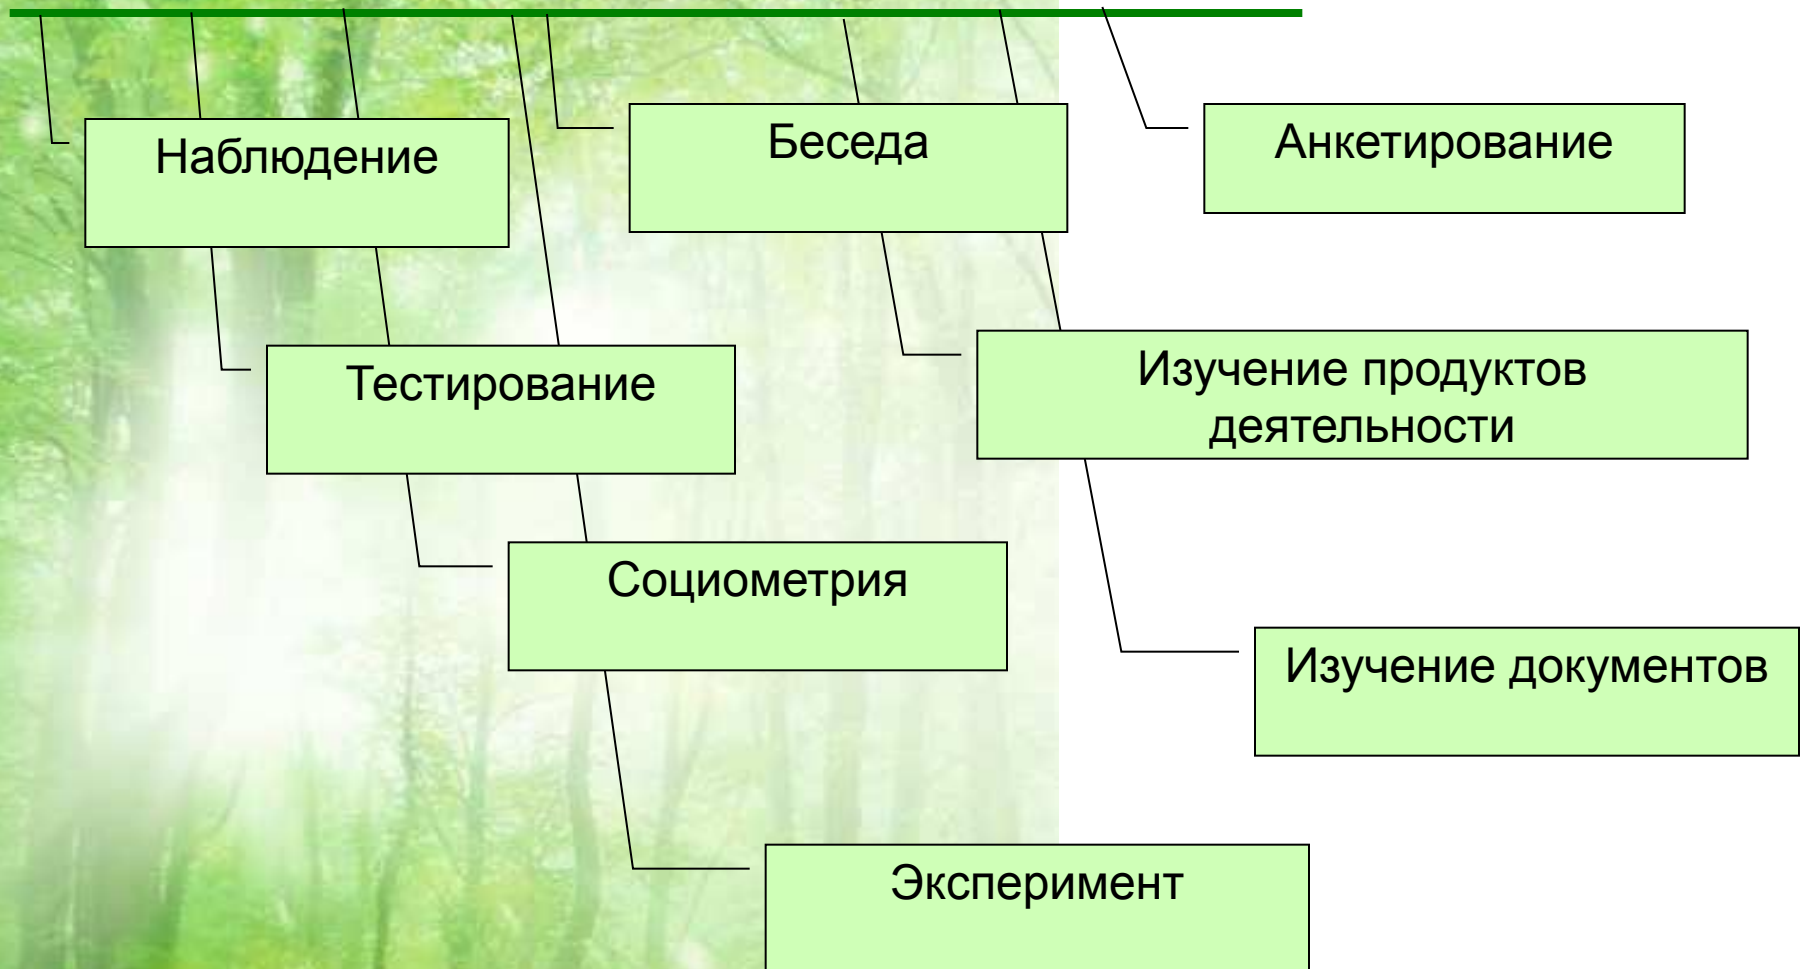 Наблюдение
Беседа
Анкетирование
Тестирование
Изучение продуктов
деятельности
Социометрия
Изучение документов
Эксперимент